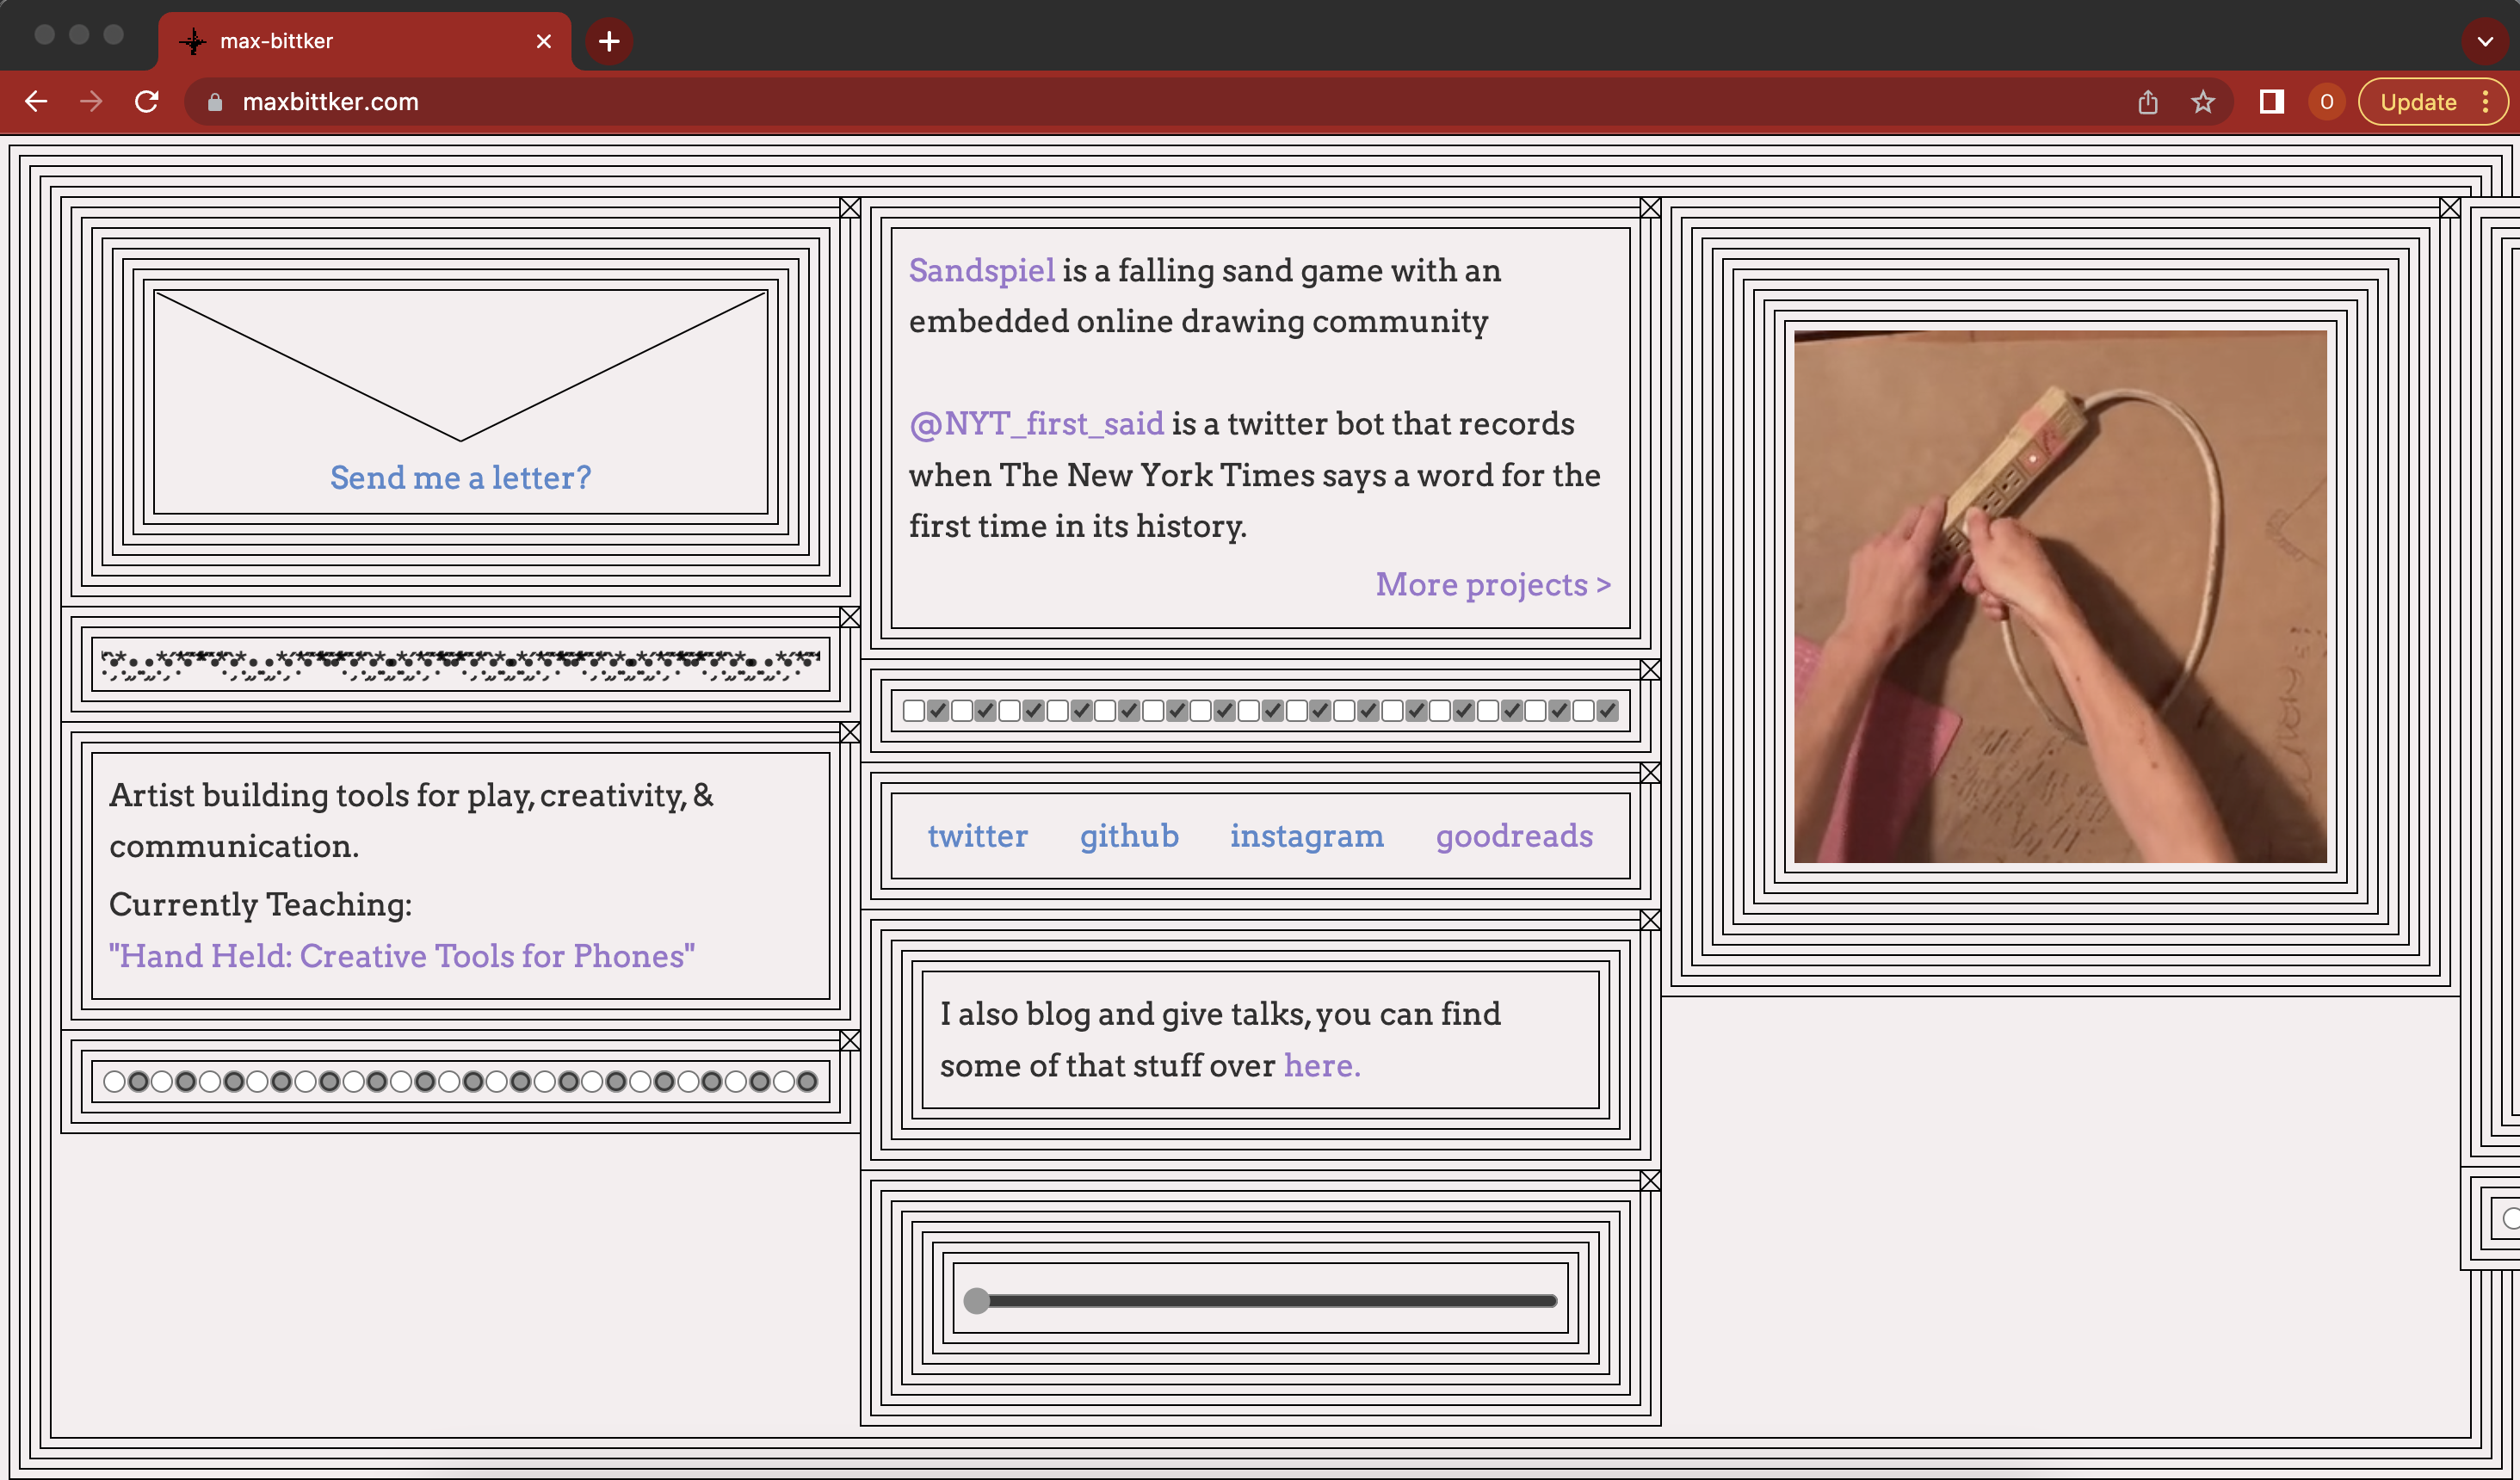 max-bittker
maxbittker.com
O
Update
Send me a letter?
Artist building tools for play, creativity, &
communication.
Currently Teaching:
"Hand Held: Creative Tools for Phones"
Sandspiel is a falling sand game with an
embedded online drawing community
@NYT_first_said is a twitter bot that records
when The New York Times says a word for the
first time in its history.
More projects >
twitter github instagram goodreads
I also blog and give talks, you can find
some of that stuff over here.